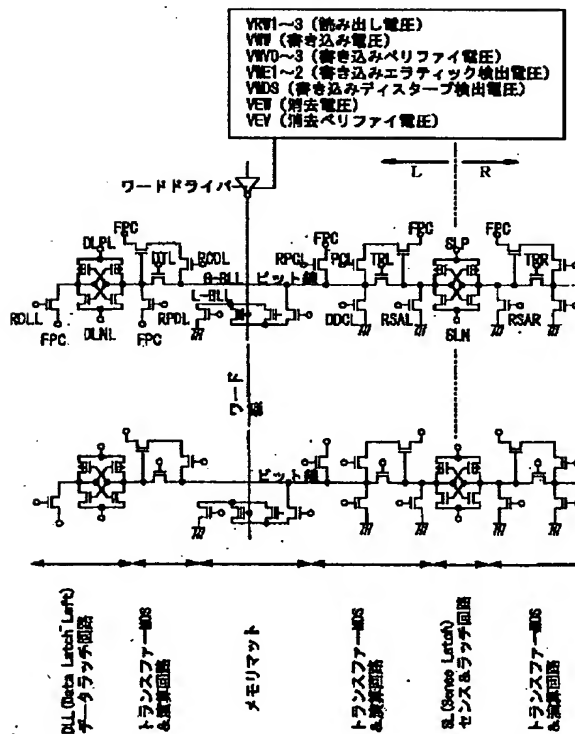 VRW1~3 (読み出し電圧)
VWW (書き込み電圧)
VWV0~3 (書き込みベリファイ電圧)
VWE1~2 (書き込みエラティック検出電圧)
VWDS (書き込みディスターブ検出電圧)
VEW (消去電圧)
VEV (消去ベリファイ電圧)
L R
ワードドライバー
DLPL FPC DTL PCDL G-BLL ビット線 RPCL FPC PCL TRL FPC SLP FPC TRR
L-BLL
RDLL FPC DLNL FPC RPDL DDCL RSAL SLN RSAR
ワード線
ビット線
DLL(Data Latch Left)
データラッチ回路
トランスファーMOS
&演算回路
メモリマット
トランスファーMOS
&演算回路
SL(Sense Latch)
センス&ラッチ回路
トランスファーMOS
&演算回路